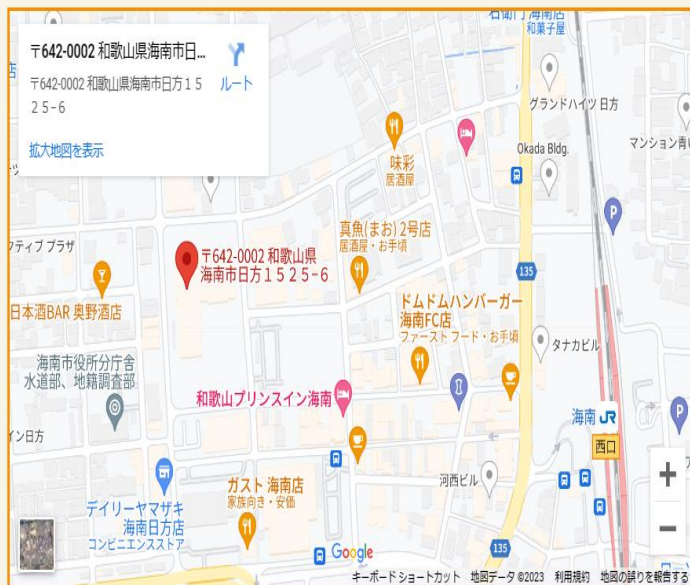 〒642-0002 和歌山県海南市日...
〒642-0002 和歌山県海南市日方１５
２５−６
ルート
拡大地図を表示
右衛門 海南店
和菓子屋
グランドハイツ 日方
マンション青い
Okada Bldg.
味彩
居酒屋
真魚(まお) 2号店
居酒屋・お手頃
クティブ プラザ
〒642-0002 和歌山県
海南市日方１５２５−６
135
日本酒BAR 奥野酒店
ドムドムハンバーガー
海南FC店
ファースト フード・お手頃
タナカビル
海南市役所分庁舎
水道部、地籍調査部
和歌山プリンスイン海南
海南 JR
西口
イン日方
河西ビル
ガスト 海南店
家族向き・安価
デイリーヤマザキ
海南日方店
コンビニエンスストア
135
P
P
+
−
Google
キーボード ショートカット 地図データ ©2023 利用規約 地図の誤りを報告する